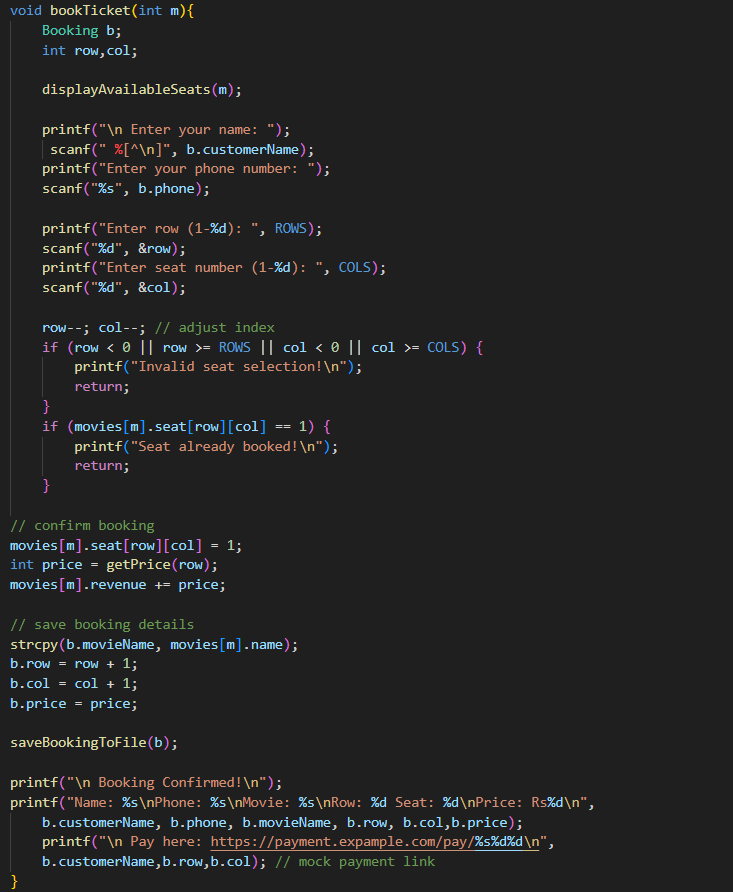 void bookTicket(int m){
    Booking b;
    int row,col;

    displayAvailableSeats(m);

    printf("\n Enter your name: ");
     scanf(" %[^\n]", b.customerName);
    printf("Enter your phone number: ");
    scanf("%s", b.phone);

    printf("Enter row (1-%d): ", ROWS);
    scanf("%d", &row);
    printf("Enter seat number (1-%d): ", COLS);
    scanf("%d", &col);

    row--; col--; // adjust index
    if (row < 0 || row >= ROWS || col < 0 || col >= COLS) {
        printf("Invalid seat selection!\n");
        return;
    }
    if (movies[m].seat[row][col] == 1) {
        printf("Seat already booked!\n");
        return;
    }

// confirm booking
movies[m].seat[row][col] = 1;
int price = getPrice(row);
movies[m].revenue += price;

// save booking details
strcpy(b.movieName, movies[m].name);
b.row = row + 1;
b.col = col + 1;
b.price = price;

saveBookingToFile(b);

printf("\n Booking Confirmed!\n");
printf("Name: %s\nPhone: %s\nMovie: %s\nRow: %d Seat: %d\nPrice: Rs%d\n",
    b.customerName, b.phone, b.movieName, b.row, b.col,b.price);
    printf("\n Pay here: https://payment.expample.com/pay/%s%d%d\n",
    b.customerName,b.row,b.col); // mock payment link
}